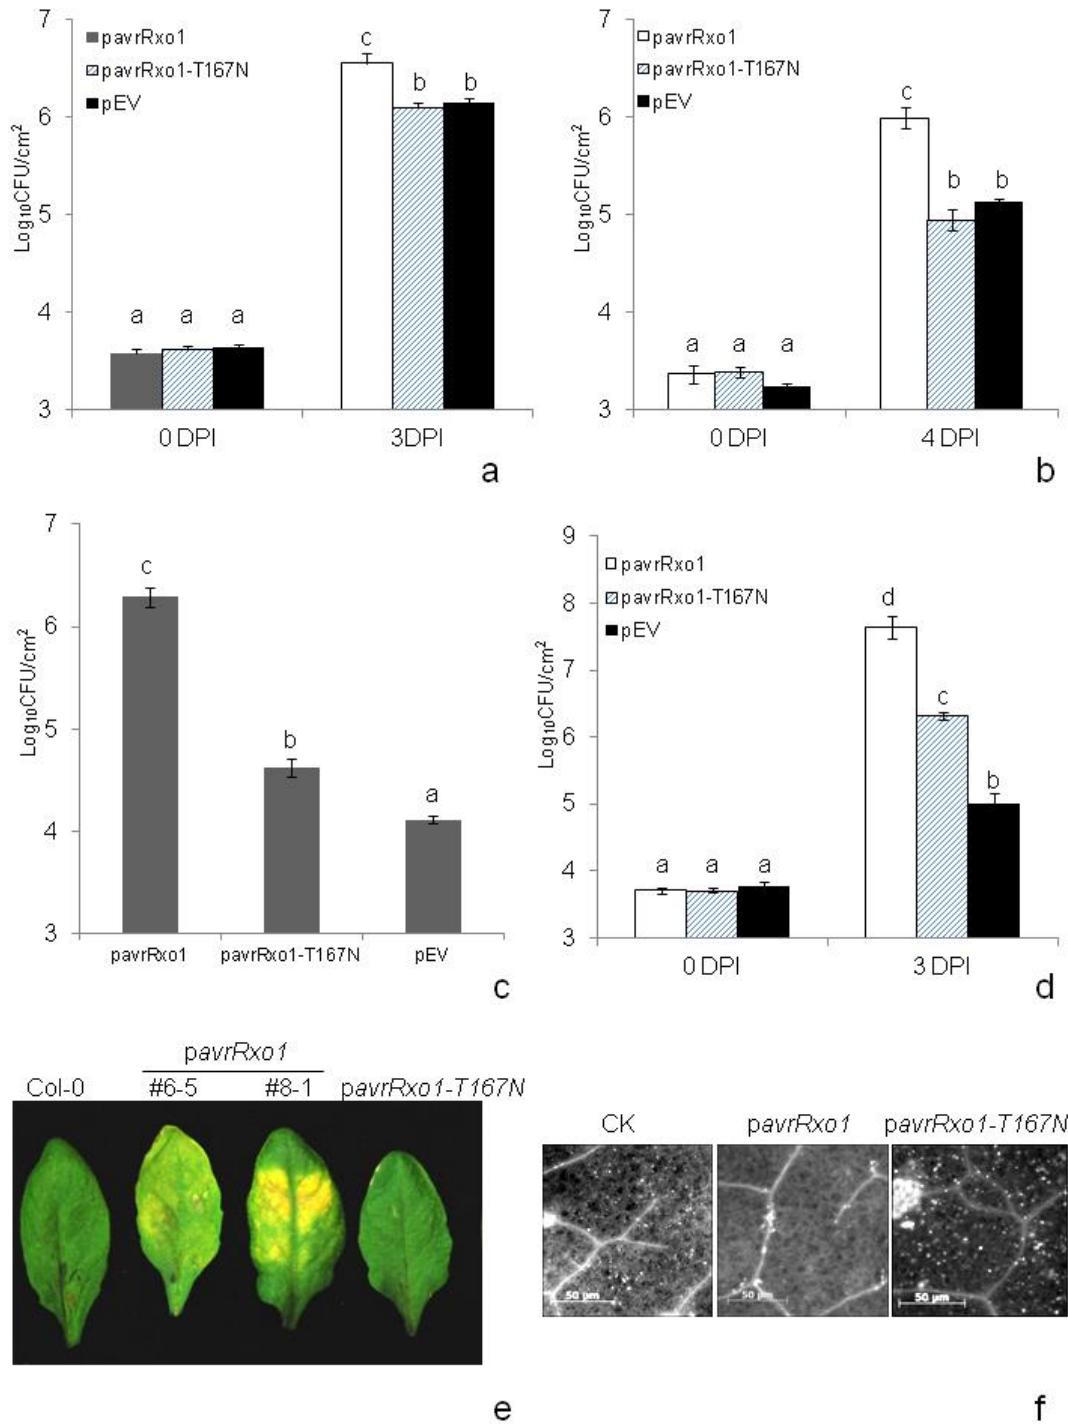 7
6
5
4
3
Log₁₀CFU/cm²
pavrRxo1
pavrRxo1-T167N
pEV
a a a
c b b
0 DPI 3DPI
a
7
6
5
4
3
Log₁₀CFU/cm²
pavrRxo1
pavrRxo1-T167N
pEV
a a a
c b b
0 DPI 4 DPI
b
7
6
5
4
3
Log₁₀CFU/cm²
c b a
pavrRxo1 pavrRxo1-T167N pEV
c
9
8
7
6
5
4
3
Log₁₀CFU/cm²
pavrRxo1
pavrRxo1-T167N
pEV
a a a
d c b
0 DPI 3 DPI
d
pavrRxo1
Col-0 #6-5 #8-1 pavrRxo1-T167N
e
CK pavrRxo1 pavrRxo1-T167N
50 µm 50 µm 50 µm
f